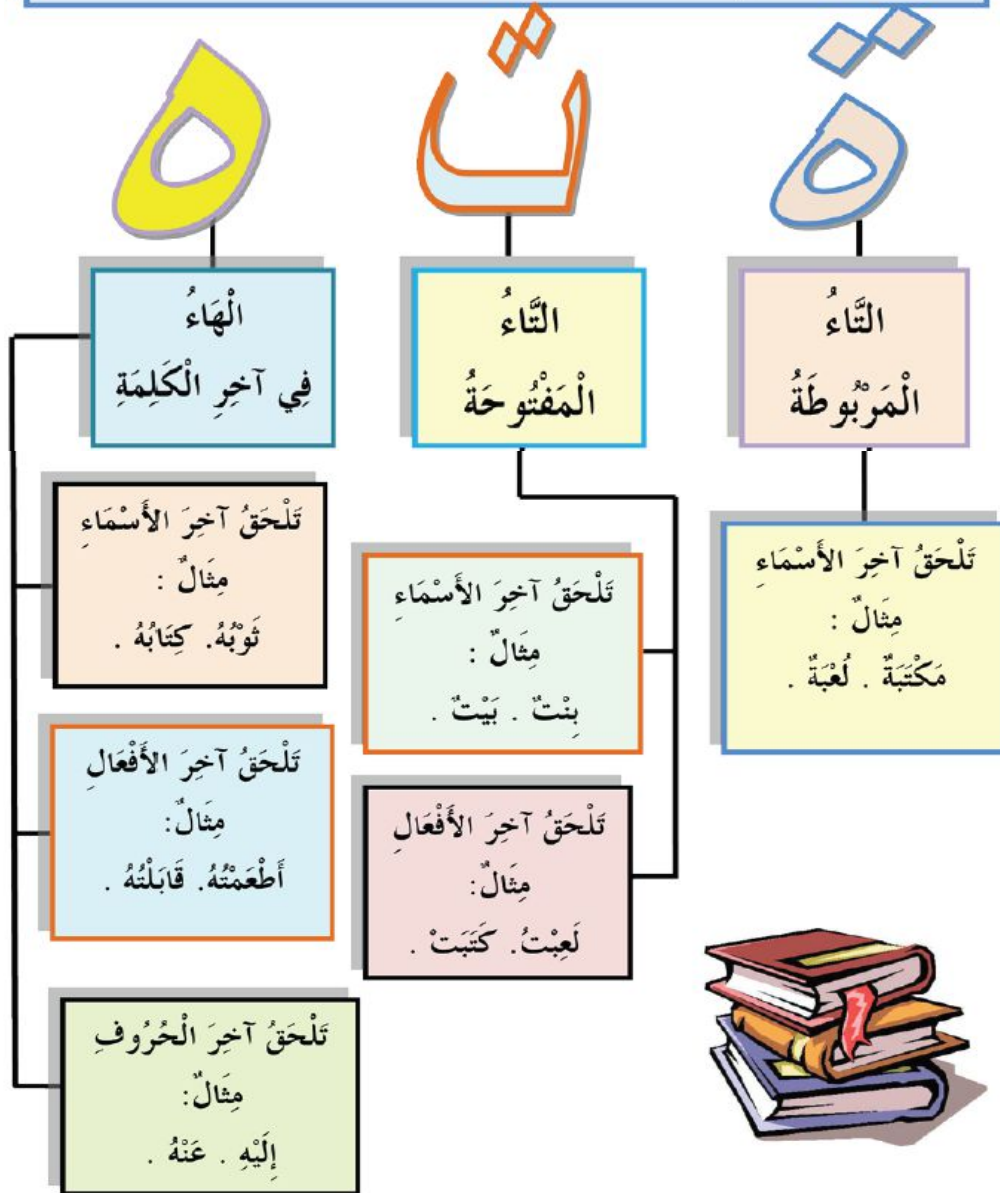 ة
التَّاءُ
الْمَرْبُوطَةُ
تَلْحَقُ آخِرَ الأَسْمَاءِ
مِثَالٌ :
مَكْتَبَةٌ . لُعْبَةٌ .
ت
التَّاءُ
الْمَفْتُوحَةُ
تَلْحَقُ آخِرَ الأَسْمَاءِ
مِثَالٌ :
بِنْتٌ . بَيْتٌ .
تَلْحَقُ آخِرَ الأَفْعَالِ
مِثَالٌ:
لَعِبْتُ. كَتَبَتْ .
ه
الْهَاءُ
فِي آخِرِ الْكَلِمَةِ
تَلْحَقُ آخِرَ الأَسْمَاءِ
مِثَالٌ :
ثَوْبُهُ. كِتَابُهُ .
تَلْحَقُ آخِرَ الأَفْعَالِ
مِثَالٌ:
أَطْعَمْتُهُ. قَابَلْتُهُ .
تَلْحَقُ آخِرَ الْحُرُوفِ
مِثَالٌ:
إِلَيْهِ . عَنْهُ .